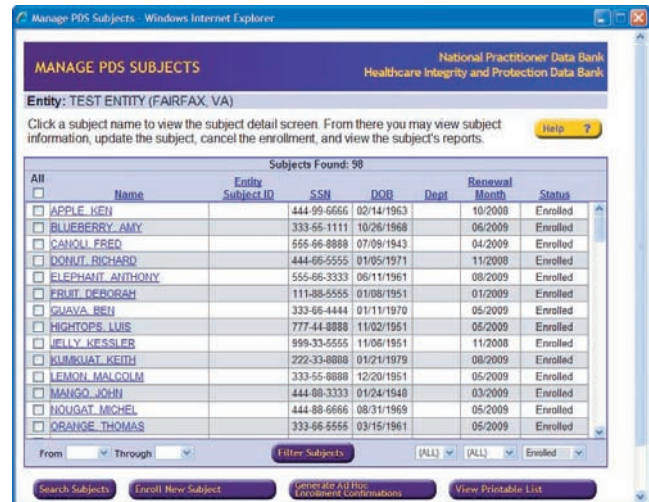 Manage PDS Subjects - Windows Internet Explorer
MANAGE PDS SUBJECTS
National Practitioner Data Bank
Healthcare Integrity and Protection Data Bank
Entity: TEST ENTITY (FAIRFAX, VA)
Click a subject name to view the subject detail screen. From there you may view subject
information, update the subject, cancel the enrollment, and view the subject's reports.
Help ?
Subjects Found: 98
All Name Entity Subject ID SSN DOB Dept Renewal Month Status
APPLE, KEN 444-99-6666 02/14/1963 10/2008 Enrolled
BLUEBERRY, AMY 333-55-1111 10/26/1968 06/2009 Enrolled
CANOLI, FRED 555-66-8888 07/09/1943 04/2009 Enrolled
DONUT, RICHARD 444-66-5555 01/05/1971 11/2008 Enrolled
ELEPHANT, ANTHONY 555-66-3333 06/11/1961 08/2009 Enrolled
FRUIT, DEBORAH 111-88-5555 01/08/1951 01/2009 Enrolled
GUAVA, BEN 333-66-4444 01/11/1970 05/2009 Enrolled
HIGHTOPS, LUIS 777-44-8888 11/02/1951 05/2009 Enrolled
JELLY, KESSLER 999-33-5555 11/06/1951 11/2008 Enrolled
KUMKUAT, KEITH 222-33-8888 01/21/1979 08/2009 Enrolled
LEMON, MALCOLM 333-55-8888 12/20/1951 05/2009 Enrolled
MANGO, JOHN 444-88-3333 01/24/1948 03/2009 Enrolled
NOUGAT, MICHEL 444-88-6666 08/31/1969 05/2009 Enrolled
ORANGE, THOMAS 333-66-5555 03/15/1961 05/2009 Enrolled
From Through Filter Subjects (ALL) (ALL) Enrolled
Search Subjects Enroll New Subject Generate Ad Hoc Enrollment Confirmations View Printable List